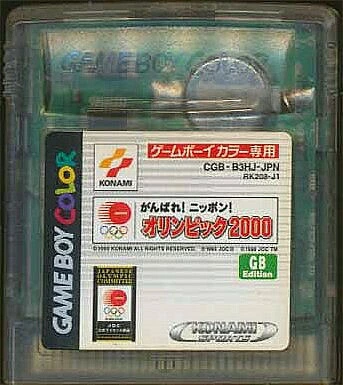 GAME BOY COLOR
GAMEBOY COLOR
KONAMI
ゲームボーイカラー専用
CGB-B3HJ-JPN
RK208-J1
がんばれ!ニッポン!
オリンピック2000
GB
Edition
JAPANESE
OLYMPIC
COMMITTEE
JOC
KONAMI
SPORTS